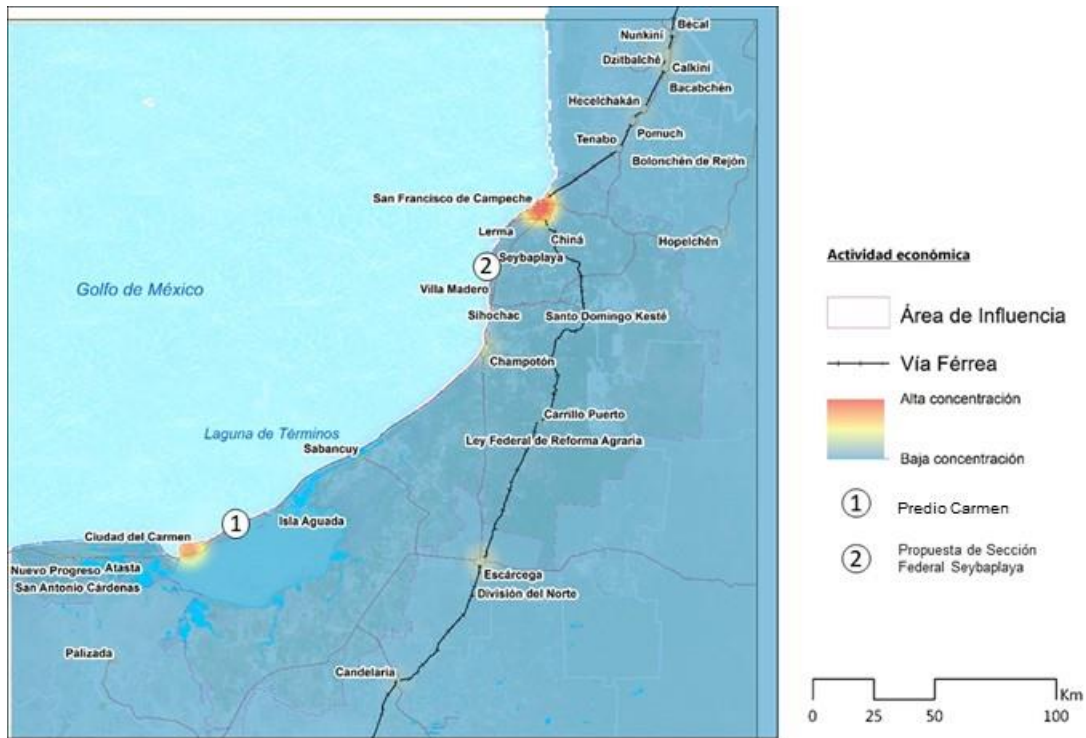 Bécal
Nunkiní
Dzitbalché
Calkiní
Bacabchén
Hecelchakán
Pomuch
Tenabo
Bolonchén de Rejón
San Francisco de Campeche
Lerma
Chiná
Hopelchén
Seybaplaya
2
Golfo de México
Villa Madero
Sihochac
Santo Domingo Kesté
Champotón
Carrillo Puerto
Laguna de Términos
Ley Federal de Reforma Agraria
Sabancuy
1
Isla Aguada
Ciudad del Carmen
Nuevo Progreso
Atasta
San Antonio Cárdenas
Escárcega
División del Norte
Palizada
Candelaria
Actividad económica
Área de Influencia
Vía Férrea
Alta concentración
Baja concentración
1 Predio Carmen
2 Propuesta de Sección
Federal Seybaplaya
Km
0 25 50 100